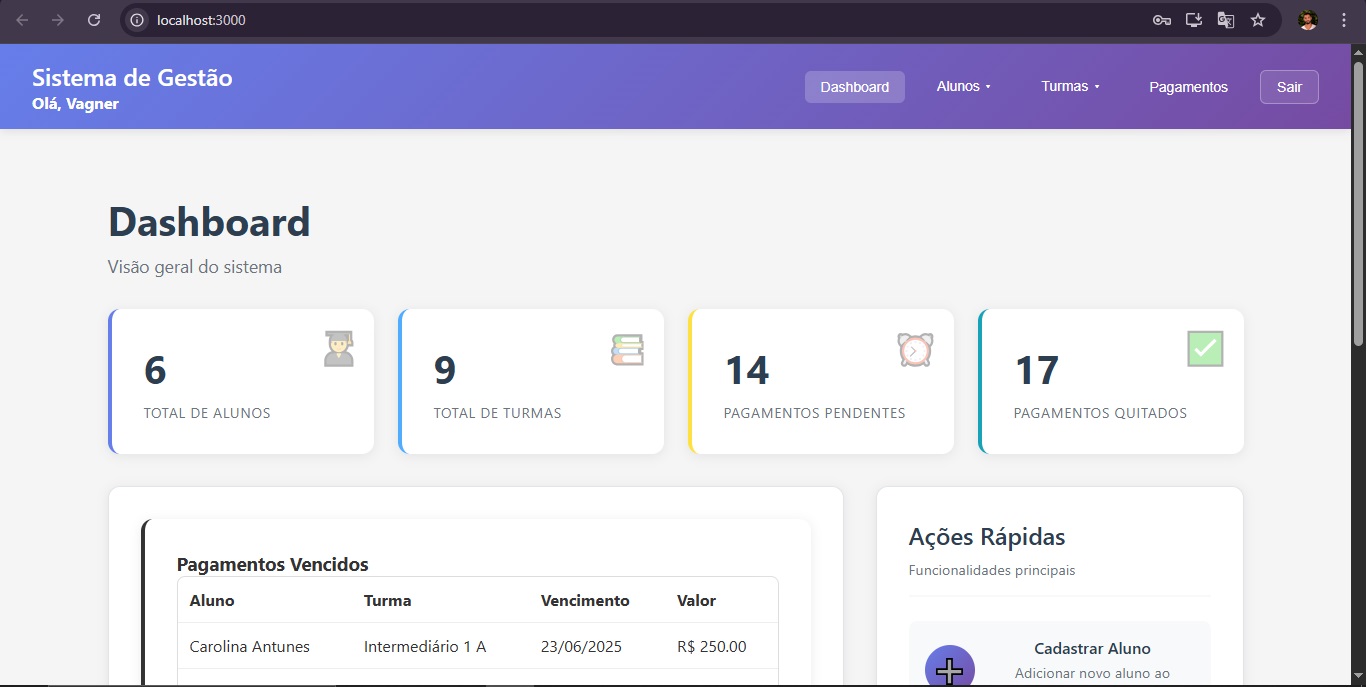 localhost:3000
Sistema de Gestão
Olá, Vagner
Dashboard
Alunos
Turmas
Pagamentos
Sair
Dashboard
Visão geral do sistema
6
TOTAL DE ALUNOS
9
TOTAL DE TURMAS
14
PAGAMENTOS PENDENTES
17
PAGAMENTOS QUITADOS
Pagamentos Vencidos
Aluno Turma Vencimento Valor
Carolina Antunes Intermediário 1 A 23/06/2025 R$ 250.00
Ações Rápidas
Funcionalidades principais
Cadastrar Aluno
Adicionar novo aluno ao